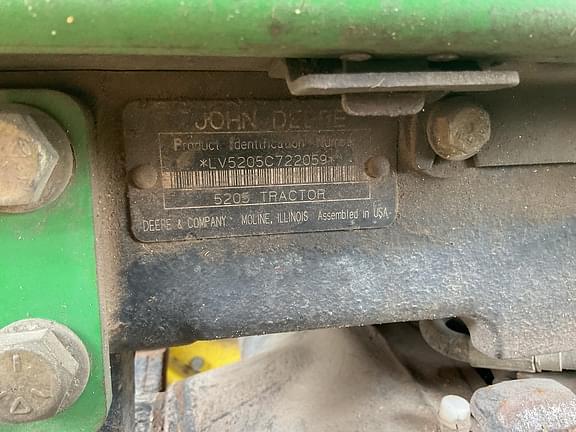 JOHN DEERE
Product Identification Number
*LV5205C722059*
5205 TRACTOR
DEERE & COMPANY MOLINE, ILLINOIS Assembled in USA